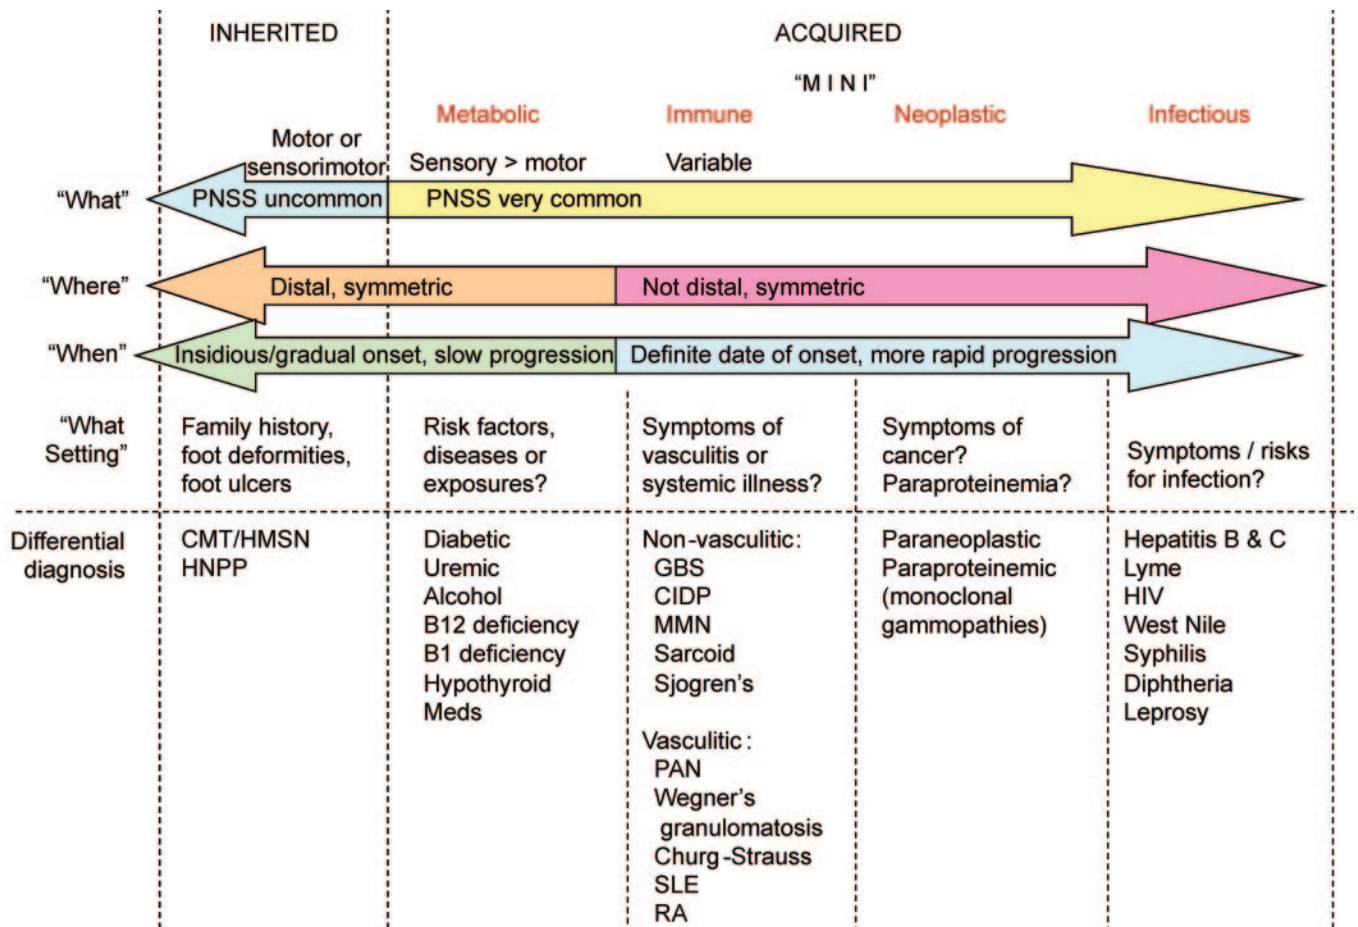 INHERITED
ACQUIRED
“M I N I”
Metabolic
Immune
Neoplastic
Infectious
Motor or
sensorimotor
Sensory > motor
Variable
“What”
PNSS uncommon
PNSS very common
“Where”
Distal, symmetric
Not distal, symmetric
“When”
Insidious/gradual onset, slow progression
Definite date of onset, more rapid progression
“What
Setting”
Family history,
foot deformities,
foot ulcers
Risk factors,
diseases or
exposures?
Symptoms of
vasculitis or
systemic illness?
Symptoms of
cancer?
Paraproteinemia?
Symptoms / risks
for infection?
Differential
diagnosis
CMT/HMSN
HNPP
Diabetic
Uremic
Alcohol
B12 deficiency
B1 deficiency
Hypothyroid
Meds
Non-vasculitic:
GBS
CIDP
MMN
Sarcoid
Sjogren’s
Vasculitic:
PAN
Wegner’s
granulomatosis
Churg-Strauss
SLE
RA
Paraneoplastic
Paraproteinemic
(monoclonal
gammopathies)
Hepatitis B & C
Lyme
HIV
West Nile
Syphilis
Diphtheria
Leprosy